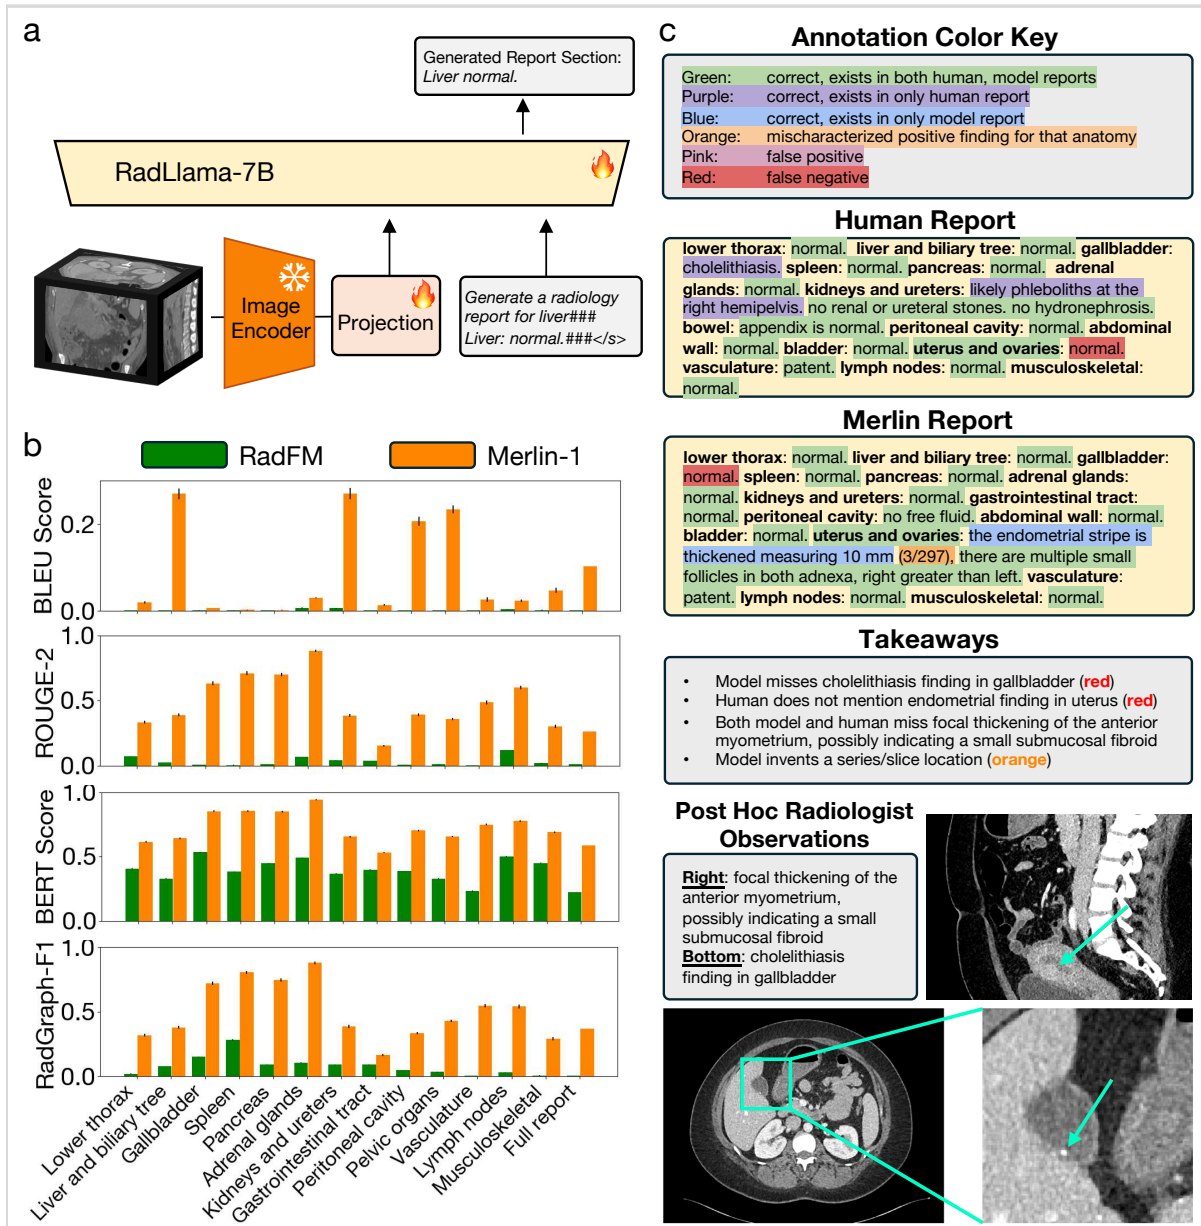 a
Generated Report Section:
Liver normal.
RadLlama-7B
Image
Encoder
Projection
Generate a radiology
report for liver###
Liver: normal.###</s>
b
RadFM
Merlin-1
BLEU Score
0.2
0.0
ROUGE-2
1.0
0.5
0.0
BERT Score
1.0
0.5
0.0
RadGraph-F1
1.0
0.5
0.0
Lower thorax
Liver and biliary tree
Gallbladder
Spleen
Pancreas
Adrenal glands
Kidneys and ureters
Gastrointestinal tract
Peritoneal cavity
Pelvic organs
Vasculature
Lymph nodes
Musculoskeletal
Full report
c
Annotation Color Key
Green: correct, exists in both human, model reports
Purple: correct, exists in only human report
Blue: correct, exists in only model report
Orange: mischaracterized positive finding for that anatomy
Pink: false positive
Red: false negative
Human Report
lower thorax: normal. liver and biliary tree: normal. gallbladder:
cholelithiasis. spleen: normal. pancreas: normal. adrenal
glands: normal. kidneys and ureters: likely phleboliths at the
right hemipelvis. no renal or ureteral stones. no hydronephrosis.
bowel: appendix is normal. peritoneal cavity: normal. abdominal
wall: normal. bladder: normal. uterus and ovaries: normal.
vasculature: patent. lymph nodes: normal. musculoskeletal:
normal.
Merlin Report
lower thorax: normal. liver and biliary tree: normal. gallbladder:
normal. spleen: normal. pancreas: normal. adrenal glands:
normal. kidneys and ureters: normal. gastrointestinal tract:
normal. peritoneal cavity: no free fluid. abdominal wall: normal.
bladder: normal. uterus and ovaries: the endometrial stripe is
thickened measuring 10 mm (3/297), there are multiple small
follicles in both adnexa, right greater than left. vasculature:
patent. lymph nodes: normal. musculoskeletal: normal.
Takeaways
• Model misses cholelithiasis finding in gallbladder (red)
• Human does not mention endometrial finding in uterus (red)
• Both model and human miss focal thickening of the anterior
myometrium, possibly indicating a small submucosal fibroid
• Model invents a series/slice location (orange)
Post Hoc Radiologist
Observations
Right: focal thickening of the
anterior myometrium,
possibly indicating a small
submucosal fibroid
Bottom: cholelithiasis
finding in gallbladder